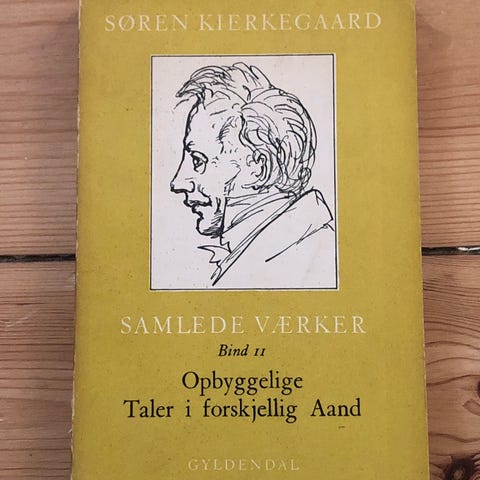 SØREN KIERKEGAARD
SAMLEDE VÆRKER
Bind 11
Opbyggelige
Taler i forskjellig Aand
GYLDENDAL